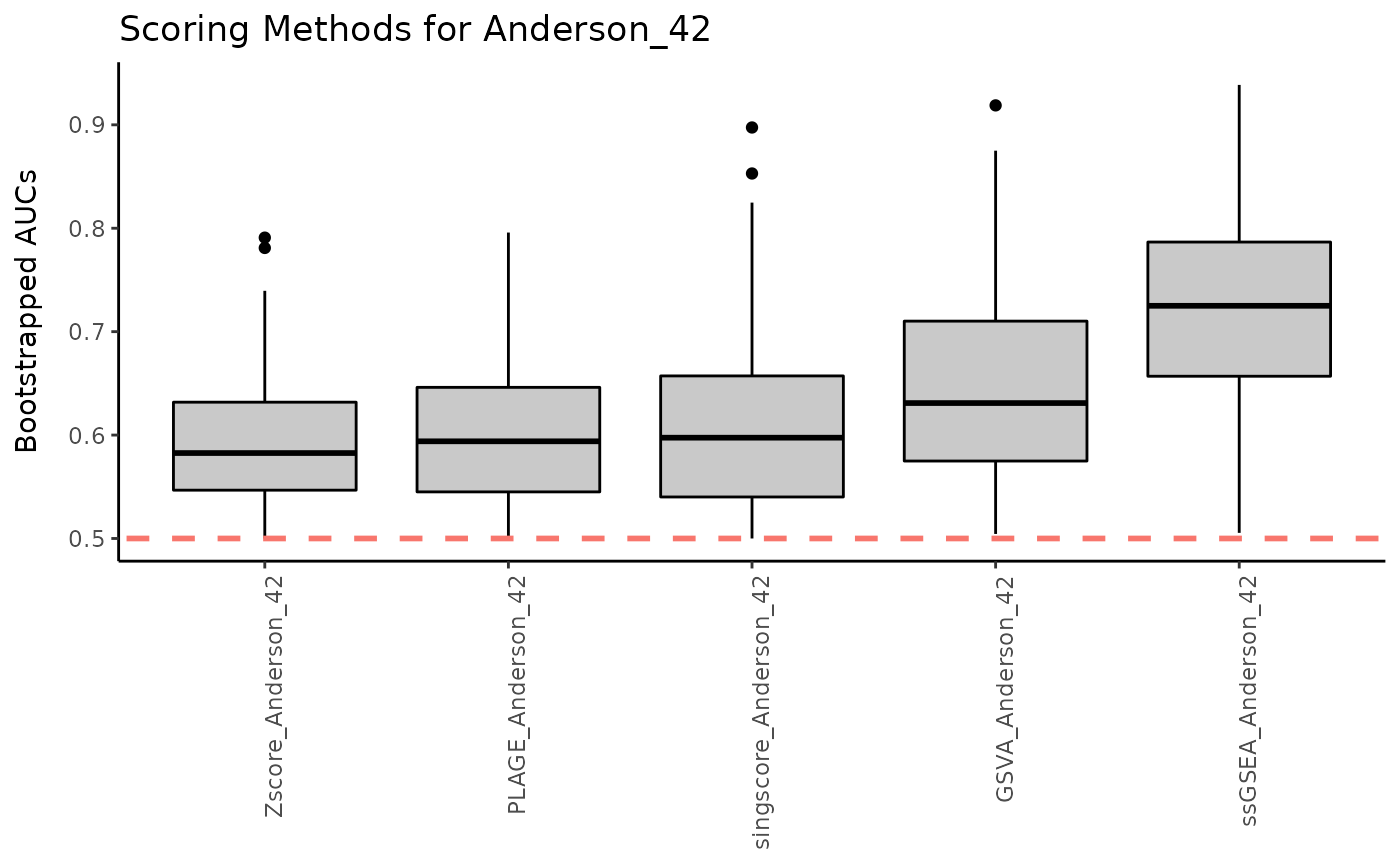 Scoring Methods for Anderson_42
Bootstrapped AUCs
0.9
0.8
0.7
0.6
0.5
Zscore_Anderson_42
PLAGE_Anderson_42
singscore_Anderson_42
GSVA_Anderson_42
ssGSEA_Anderson_42